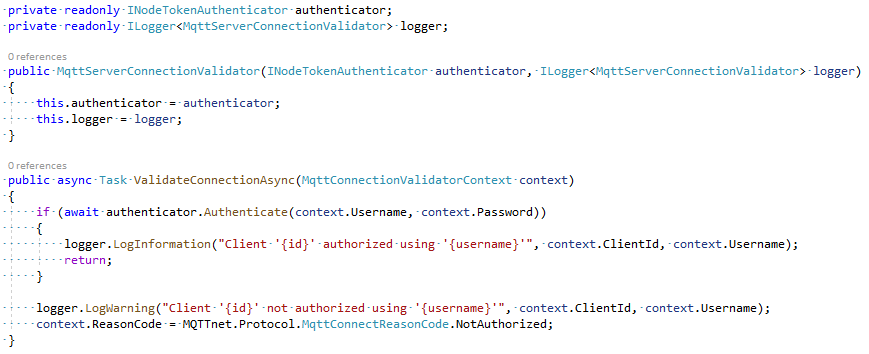 private readonly INodeTokenAuthenticator authenticator;
private readonly ILogger<MqttServerConnectionValidator> logger;
0 references
public MqttServerConnectionValidator(INodeTokenAuthenticator authenticator, ILogger<MqttServerConnectionValidator> logger)
{
this.authenticator = authenticator;
this.logger = logger;
}
0 references
public async Task ValidateConnectionAsync(MqttConnectionValidatorContext context)
{
if (await authenticator.Authenticate(context.Username, context.Password))
{
logger.LogInformation("Client '{id}' authorized using '{username}'", context.ClientId, context.Username);
return;
}
logger.LogWarning("Client '{id}' not authorized using '{username}'", context.ClientId, context.Username);
context.ReasonCode = MQTTnet.Protocol.MqttConnectReasonCode.NotAuthorized;
}